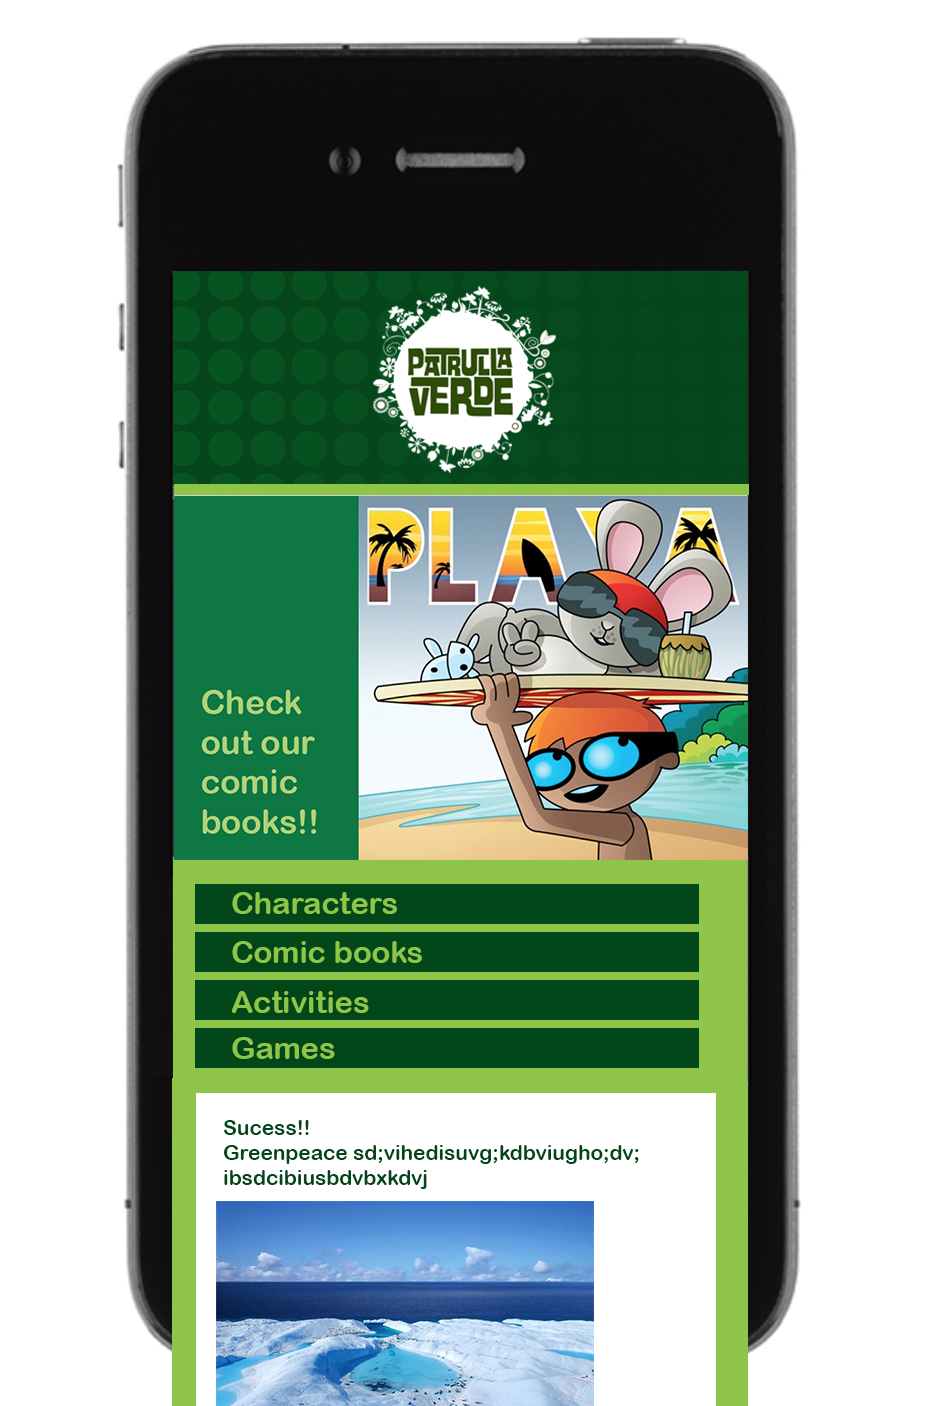 PATRULLA
VERDE
PLAYA
Check
out our
comic
books!!
Characters
Comic books
Activities
Games
Sucess!!
Greenpeace sd;vihedisuvg;kdbviugho;dv;
ibsdcibiusbdvbxkdvj